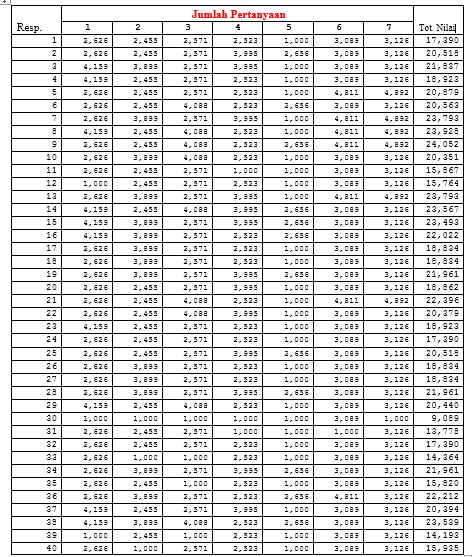 Jumlah Pertanyaan
Resp. 1 2 3 4 5 6 7 Tot. Nilai
1 2,626 2,455 2,571 2,523 1,000 3,089 3,126 17,390
2 2,626 2,455 2,571 3,995 2,656 3,089 3,126 20,518
3 4,159 3,899 2,571 3,995 1,000 3,089 3,126 21,837
4 4,159 2,455 2,571 2,523 1,000 3,089 3,126 18,923
5 2,626 2,455 2,571 2,523 1,000 4,811 4,892 20,879
6 2,626 2,455 4,088 2,523 2,656 3,089 3,126 20,563
7 2,626 3,899 2,571 3,995 1,000 4,811 4,892 23,793
8 4,159 2,455 4,088 2,523 1,000 4,811 4,892 23,928
9 2,626 2,455 4,088 2,523 2,656 4,811 4,892 24,052
10 2,626 3,899 4,088 2,523 1,000 3,089 3,126 20,351
11 2,626 2,455 2,571 1,000 1,000 3,089 3,126 15,867
12 1,000 2,455 2,571 2,523 1,000 3,089 3,126 15,764
13 2,626 3,899 2,571 3,995 1,000 4,811 4,892 23,793
14 4,159 2,455 4,088 3,995 2,656 3,089 3,126 23,567
15 4,159 3,899 2,571 3,995 2,656 3,089 3,126 23,493
16 4,159 3,899 2,571 2,523 2,656 3,089 3,126 22,022
17 2,626 3,899 2,571 2,523 1,000 3,089 3,126 18,834
18 2,626 3,899 2,571 2,523 1,000 3,089 3,126 18,834
19 2,626 3,899 2,571 3,995 2,656 3,089 3,126 21,961
20 2,626 2,455 2,571 3,995 1,000 3,089 3,126 18,862
21 2,626 2,455 4,088 2,523 1,000 4,811 4,892 22,396
22 2,626 2,455 4,088 3,995 1,000 3,089 3,126 20,379
23 4,159 2,455 2,571 2,523 1,000 3,089 3,126 18,923
24 2,626 2,455 2,571 2,523 1,000 3,089 3,126 17,390
25 2,626 2,455 2,571 3,995 2,656 3,089 3,126 20,518
26 2,626 3,899 2,571 2,523 1,000 3,089 3,126 18,834
27 2,626 3,899 2,571 2,523 1,000 3,089 3,126 18,834
28 2,626 3,899 2,571 3,995 2,656 3,089 3,126 21,961
29 4,159 2,455 4,088 2,523 1,000 3,089 3,126 20,440
30 1,000 1,000 1,000 1,000 1,000 3,089 1,000 9,089
31 2,626 2,455 2,571 1,000 1,000 1,000 3,126 13,778
32 2,626 2,455 2,571 2,523 1,000 3,089 3,126 17,390
33 2,626 1,000 1,000 2,523 1,000 3,089 3,126 14,364
34 2,626 3,899 2,571 3,995 2,656 3,089 3,126 21,961
35 2,626 2,455 1,000 2,523 1,000 3,089 3,126 15,820
36 2,626 3,899 2,571 2,523 2,656 4,811 3,126 22,212
37 4,159 2,455 2,571 3,995 1,000 3,089 3,126 20,394
38 4,159 3,899 4,088 2,523 2,656 3,089 3,126 23,539
39 1,000 2,455 1,000 2,523 1,000 3,089 3,126 14,193
40 2,626 1,000 2,571 2,523 1,000 3,089 3,126 15,935